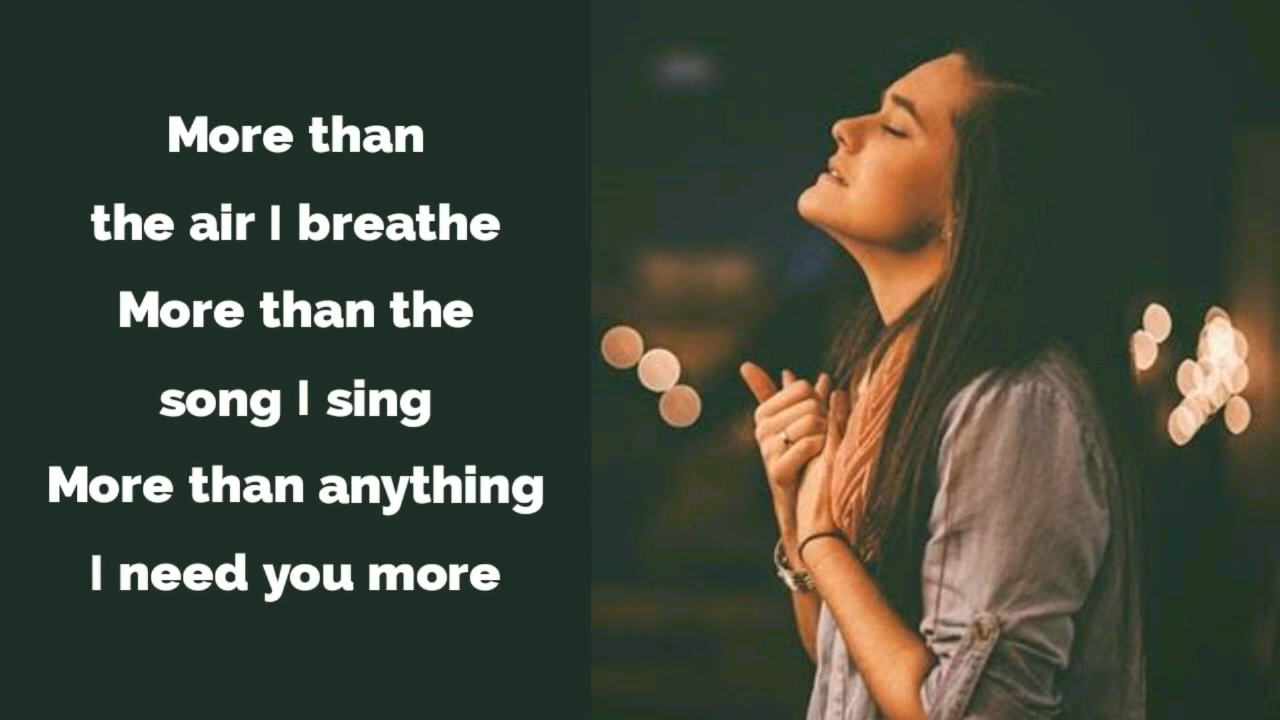 More than
the air I breathe
More than the
song I sing
More than anything
I need you more